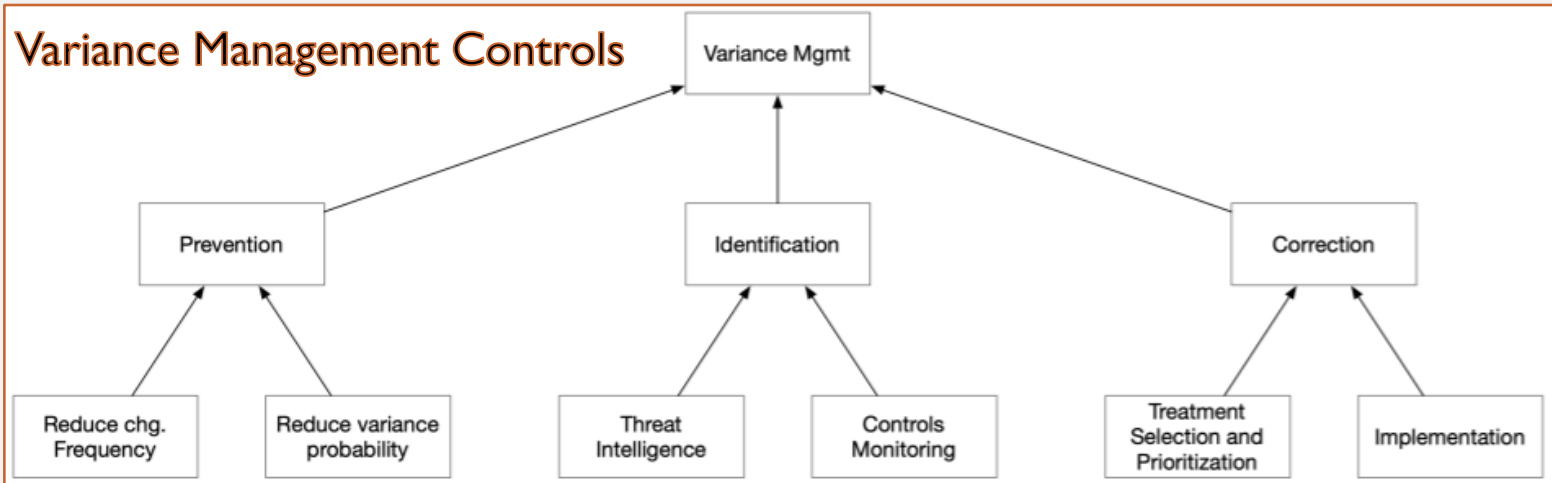 Variance Management Controls
Variance Mgmt
Prevention
Identification
Correction
Reduce chg.
Frequency
Reduce variance
probability
Threat
Intelligence
Controls
Monitoring
Treatment
Selection and
Prioritization
Implementation